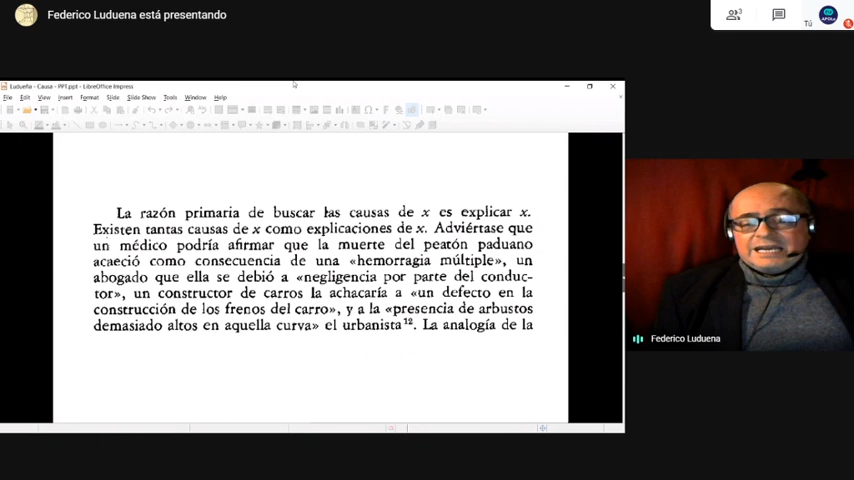 Federico Luduena está presentando
3
Tú
Ludueña - Causa - PPT.ppt - LibreOffice Impress
File Edit View Insert Format Slide Slide Show Tools Window Help
La razón primaria de buscar las causas de x es explicar x.
Existen tantas causas de x como explicaciones de x. Adviértase que
un médico podría afirmar que la muerte del peatón paduano
acaeció como consecuencia de una «hemorragia múltiple», un
abogado que ella se debió a «negligencia por parte del conduc-
tor», un constructor de carros la achacaría a «un defecto en la
construcción de los frenos del carro», y a la «presencia de arbustos
demasiado altos en aquella curva» el urbanista¹². La analogía de la
Federico Luduena